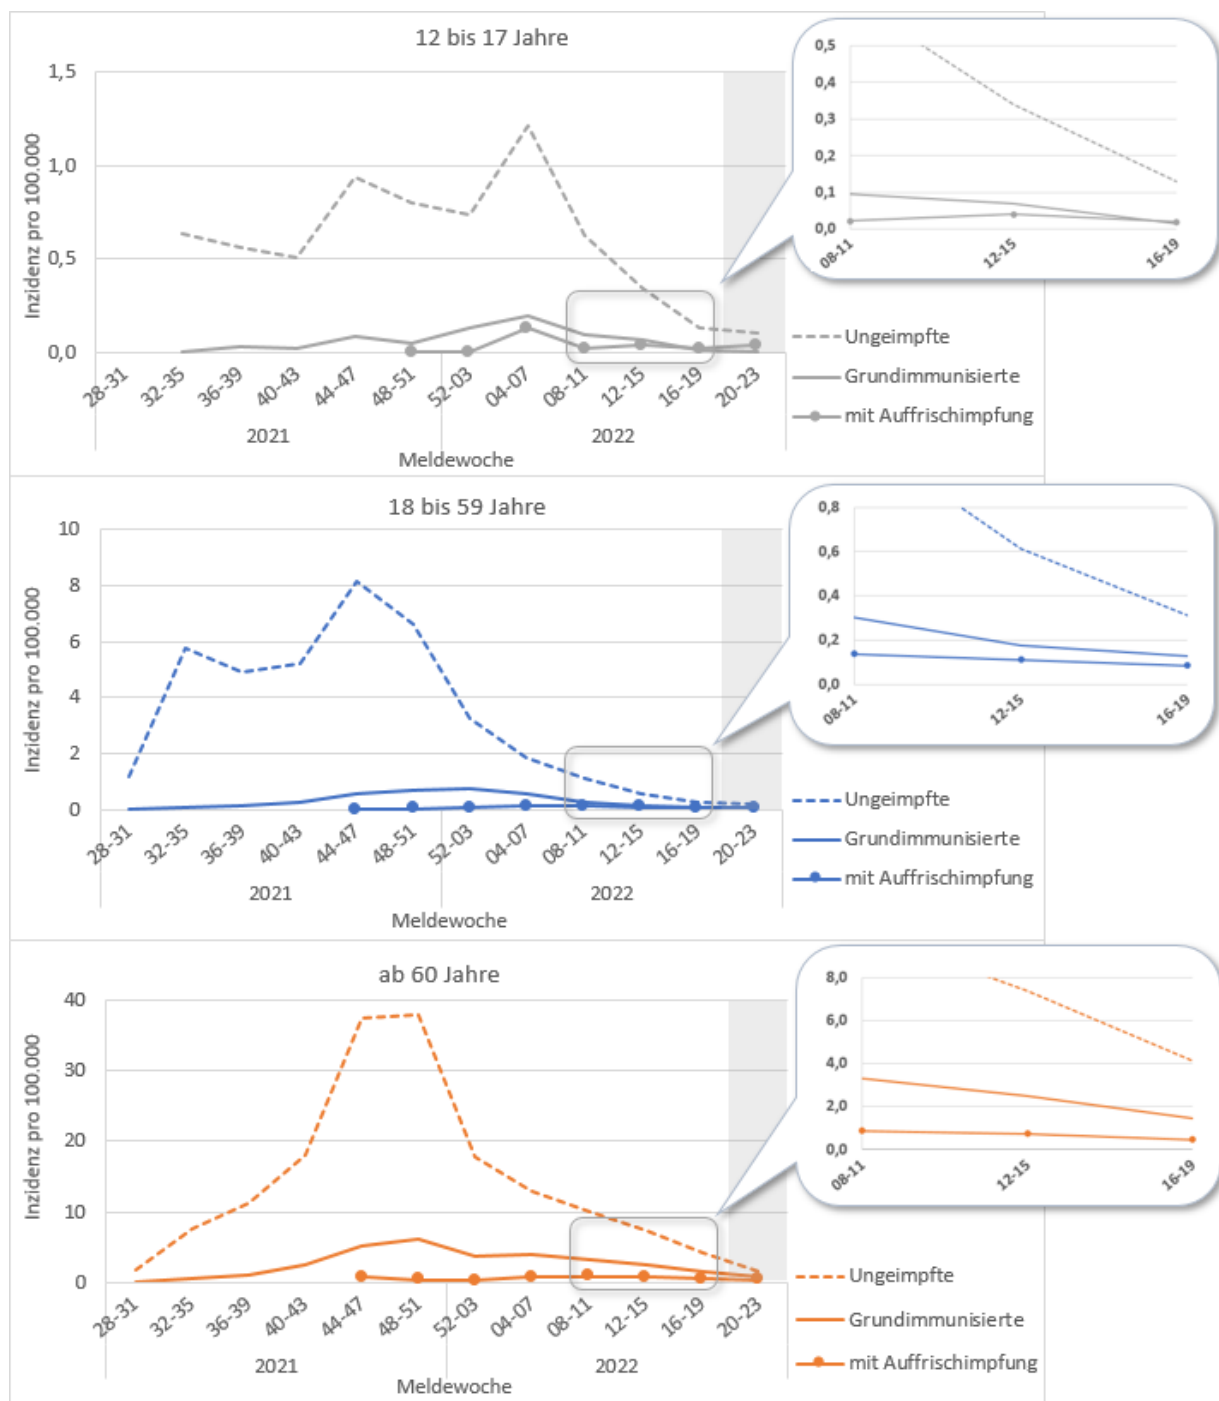 12 bis 17 Jahre
Inzidenz pro 100.000
1,5
1,0
0,5
0,0
28-31 32-35 36-39 40-43 44-47 48-51 52-03 04-07 08-11 12-15 16-19 20-23
2021 2022
Meldewoche
0,5
0,4
0,3
0,2
0,1
0,0
08-11 12-15 16-19
Ungeimpfte
Grundimmunisierte
mit Auffrischimpfung
18 bis 59 Jahre
Inzidenz pro 100.000
10
8
6
4
2
0
28-31 32-35 36-39 40-43 44-47 48-51 52-03 04-07 08-11 12-15 16-19 20-23
2021 2022
Meldewoche
0,8
0,6
0,4
0,2
0,0
08-11 12-15 16-19
Ungeimpfte
Grundimmunisierte
mit Auffrischimpfung
ab 60 Jahre
Inzidenz pro 100.000
40
30
20
10
0
28-31 32-35 36-39 40-43 44-47 48-51 52-03 04-07 08-11 12-15 16-19 20-23
2021 2022
Meldewoche
8,0
6,0
4,0
2,0
0,0
08-11 12-15 16-19
Ungeimpfte
Grundimmunisierte
mit Auffrischimpfung